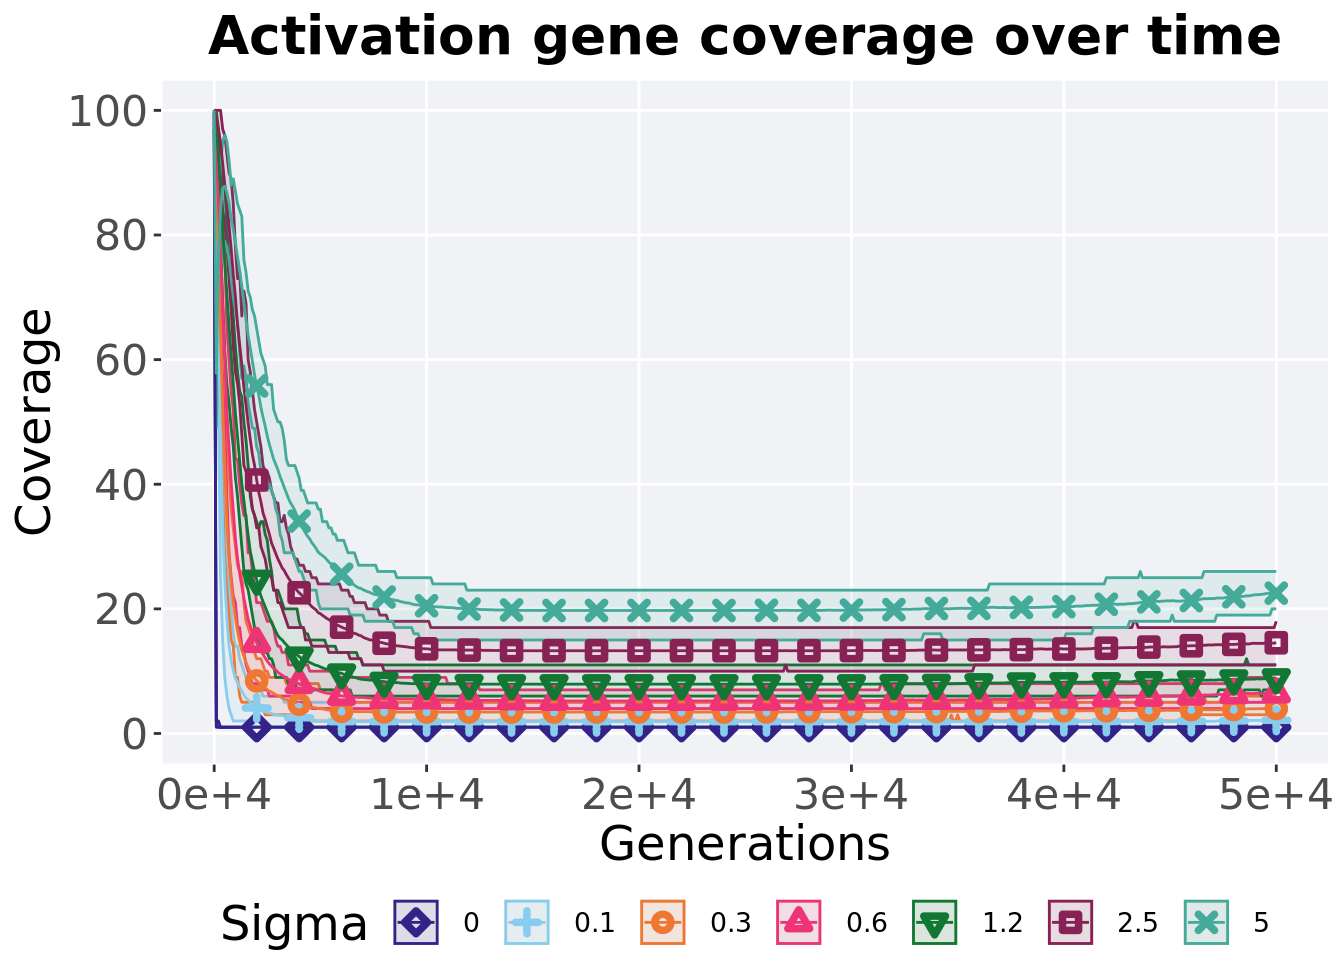 Activation gene coverage over time
Coverage
100
80
60
40
20
0
0e+4 1e+4 2e+4 3e+4 4e+4 5e+4
Generations
Sigma 0 0.1 0.3 0.6 1.2 2.5 5